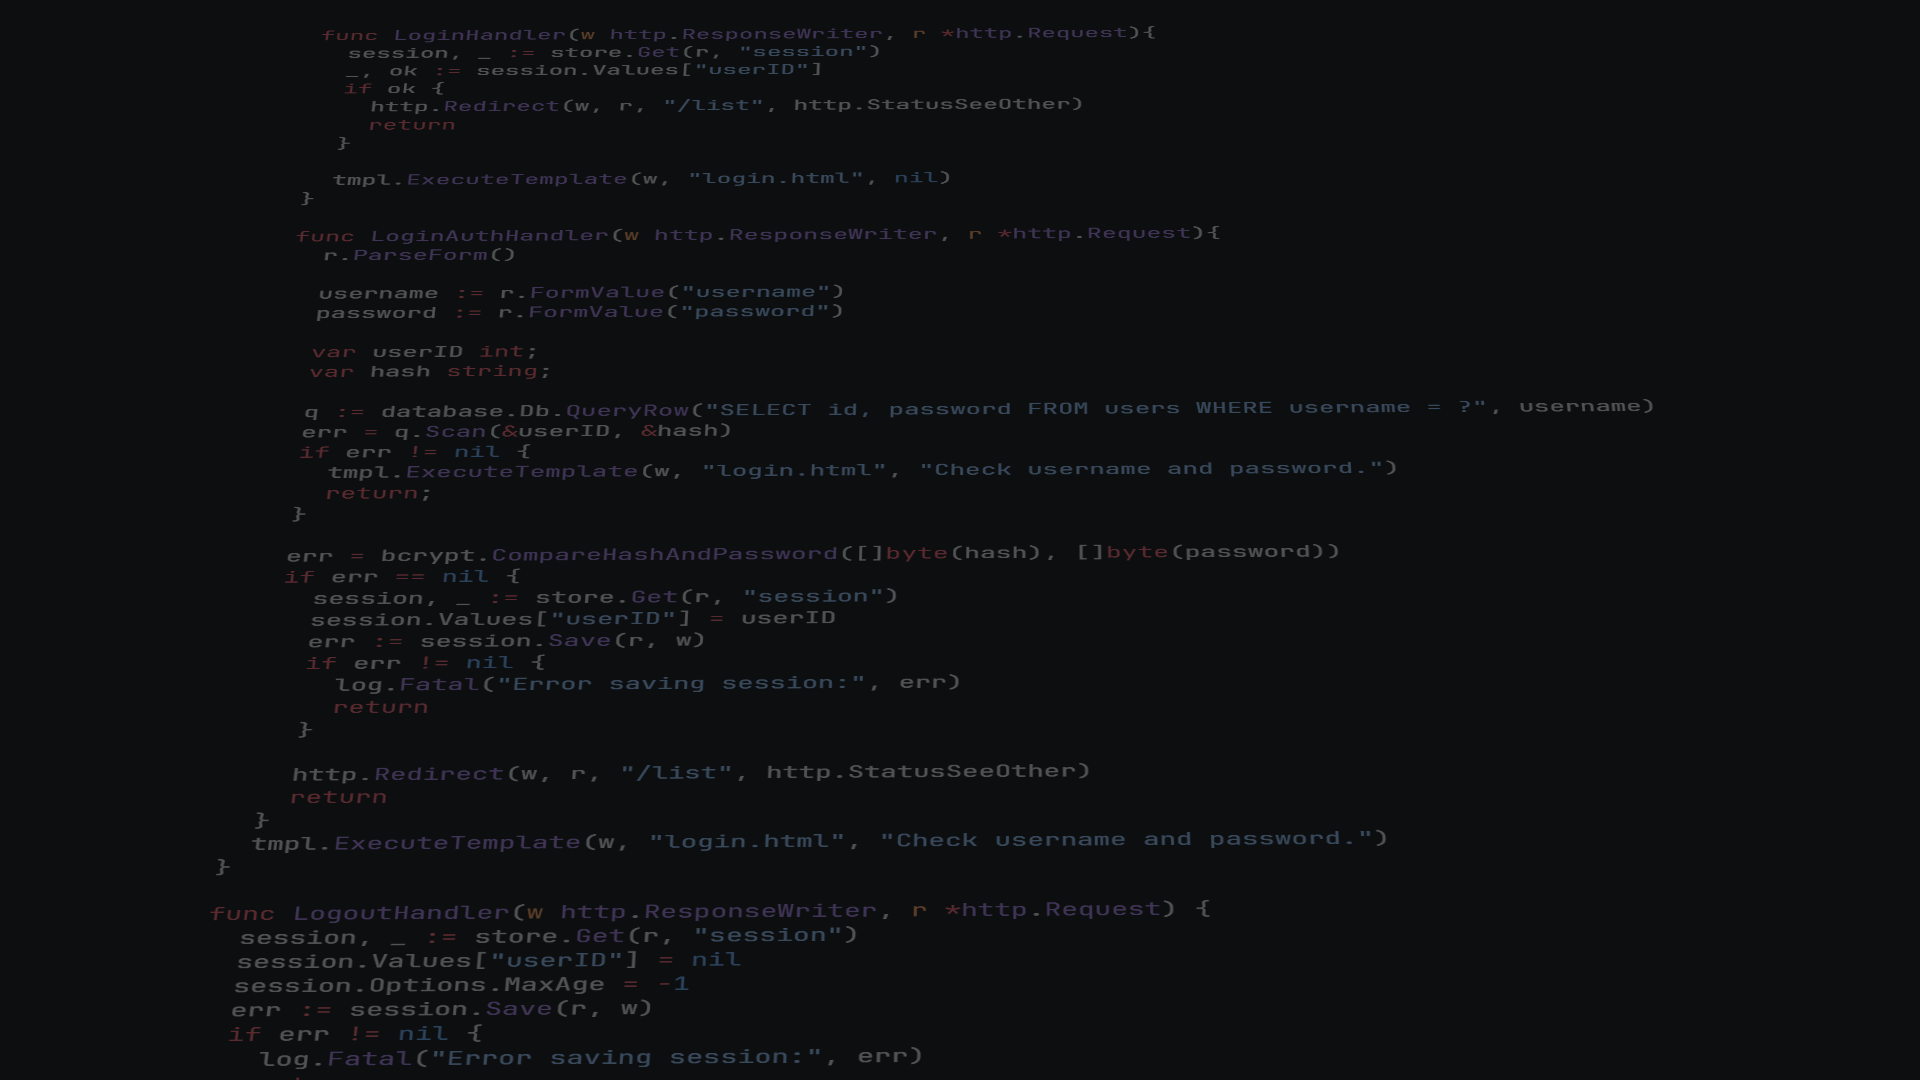 func LoginHandler(w http.ResponseWriter, r *http.Request){
session, _ := store.Get(r, "session")
_, ok := session.Values["userID"]
if ok {
http.Redirect(w, r, "/list", http.StatusSeeOther)
return
}
tmpl.ExecuteTemplate(w, "login.html", nil)
}
func LoginAuthHandler(w http.ResponseWriter, r *http.Request){
r.ParseForm()
username := r.FormValue("username")
password := r.FormValue("password")
var userID int;
var hash string;
q := database.Db.QueryRow("SELECT id, password FROM users WHERE username = ?", username)
err = q.Scan(&userID, &hash)
if err != nil {
tmpl.ExecuteTemplate(w, "login.html", "Check username and password.")
return;
}
err = bcrypt.CompareHashAndPassword([]byte(hash), []byte(password))
if err == nil {
session, _ := store.Get(r, "session")
session.Values["userID"] = userID
err := session.Save(r, w)
if err != nil {
log.Fatal("Error saving session:", err)
return
}
http.Redirect(w, r, "/list", http.StatusSeeOther)
return
}
tmpl.ExecuteTemplate(w, "login.html", "Check username and password.")
}
func LogoutHandler(w http.ResponseWriter, r *http.Request) {
session, _ := store.Get(r, "session")
session.Values["userID"] = nil
session.Options.MaxAge = -1
err := session.Save(r, w)
if err != nil {
log.Fatal("Error saving session:", err)